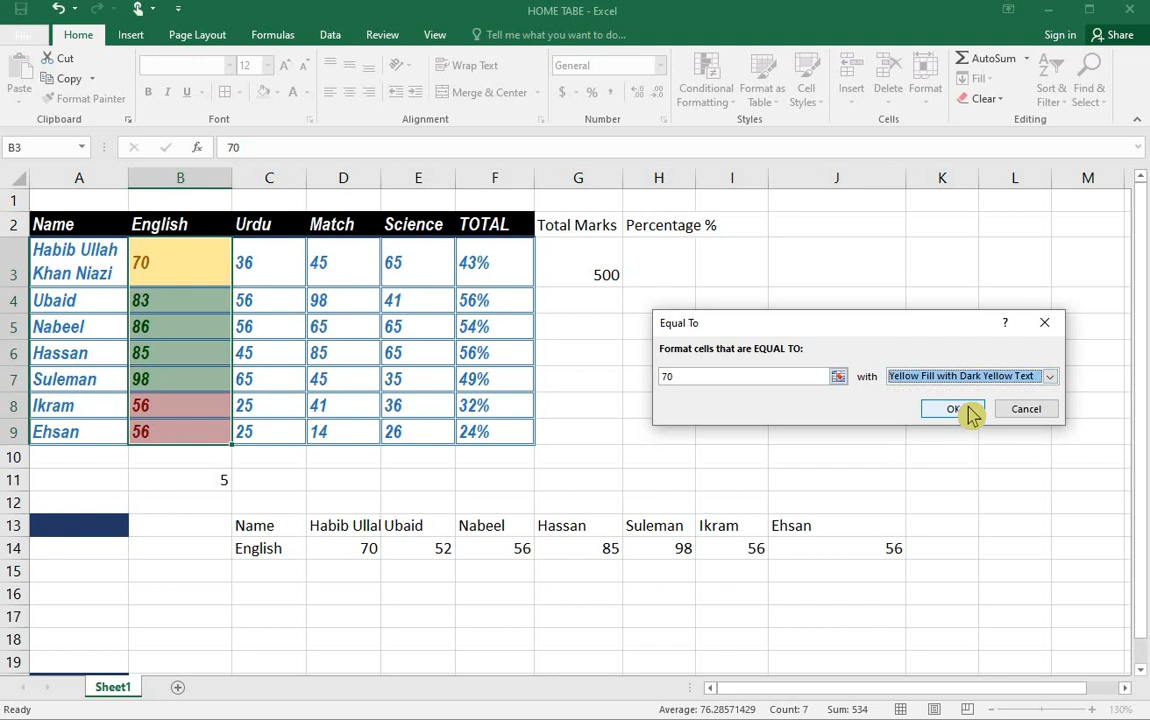 HOME TABE - Excel
File Home Insert Page Layout Formulas Data Review View Tell me what you want to do... Sign in Share
Paste Cut Copy Format Painter
12
Wrap Text Merge & Center
General
$ % ,
B I U A
Conditional Formatting Format as Table Cell Styles
Insert Delete Format
AutoSum Fill Clear Sort & Filter Find & Select
Clipboard Font Alignment Number Styles Cells Editing
B3 fx 70
A B C D E F G H I J K L M
1
2 Name English Urdu Match Science TOTAL Total Marks Percentage %
3 Habib Ullah Khan Niazi 70 36 45 65 43% 500
4 Ubaid 83 56 98 41 56%
5 Nabeel 86 56 65 65 54%
6 Hassan 85 45 85 65 56%
7 Suleman 98 65 45 35 49%
8 Ikram 56 25 41 36 32%
9 Ehsan 56 25 14 26 24%
Equal To ?
Format cells that are EQUAL TO:
70 with Yellow Fill with Dark Yellow Text
OK Cancel
10
11 5
12
13 Name Habib Ullal Ubaid Nabeel Hassan Suleman Ikram Ehsan
14 English 70 52 56 85 98 56 56
15
16
17
18
19
Sheet1
Ready Average: 76.28571429 Count: 7 Sum: 534 130%